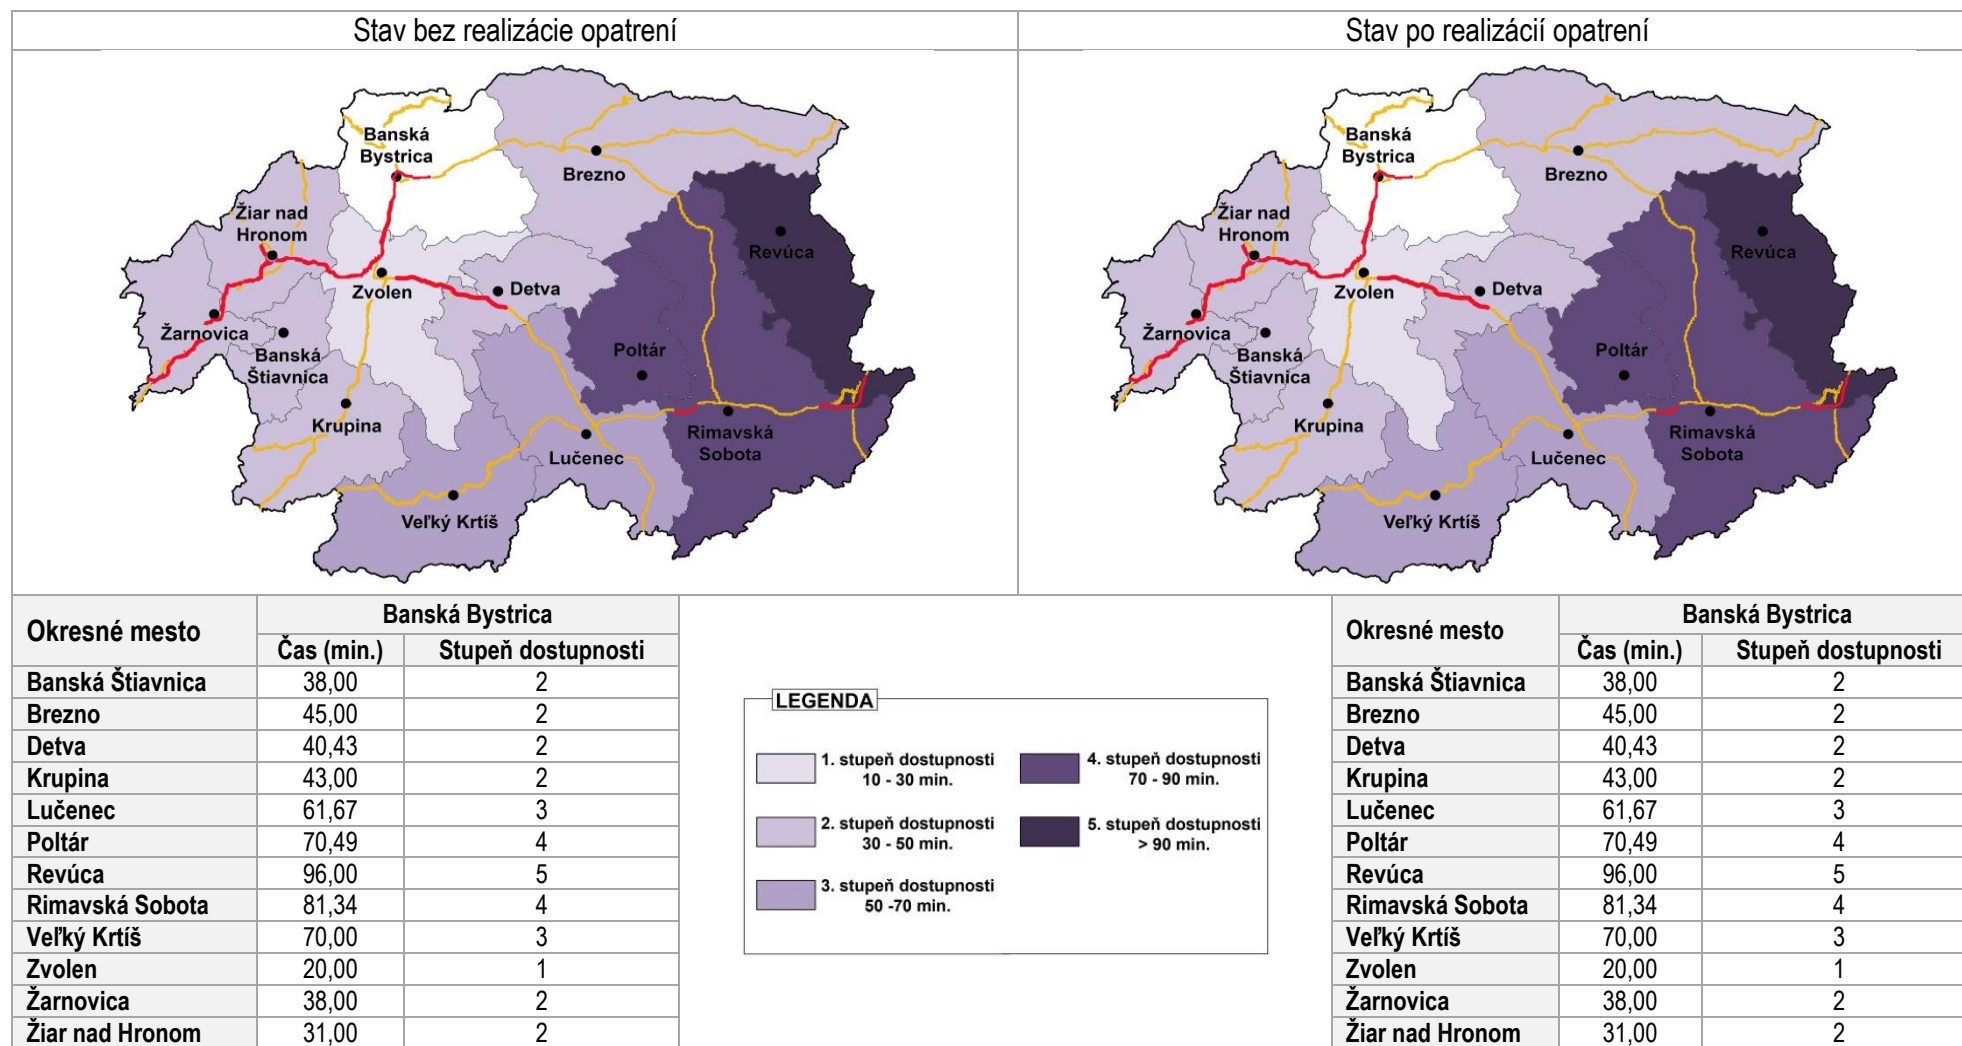 Stav bez realizácie opatrení
Stav po realizácií opatrení
Banská
Bystrica
Brezno
Žiar nad
Hronom
Revúca
Zvolen
Detva
Žarnovica
Banská
Štiavnica
Poltár
Krupina
Rimavská
Sobota
Lučenec
Veľký Krtíš
Banská
Bystrica
Brezno
Žiar nad
Hronom
Revúca
Zvolen
Detva
Žarnovica
Banská
Štiavnica
Poltár
Krupina
Rimavská
Sobota
Lučenec
Veľký Krtíš
Okresné mesto Banská Bystrica
Čas (min.) Stupeň dostupnosti
Banská Štiavnica 38,00 2
Brezno 45,00 2
Detva 40,43 2
Krupina 43,00 2
Lučenec 61,67 3
Poltár 70,49 4
Revúca 96,00 5
Rimavská Sobota 81,34 4
Veľký Krtíš 70,00 3
Zvolen 20,00 1
Žarnovica 38,00 2
Žiar nad Hronom 31,00 2
LEGENDA
1. stupeň dostupnosti
10 - 30 min.
2. stupeň dostupnosti
30 - 50 min.
3. stupeň dostupnosti
50 -70 min.
4. stupeň dostupnosti
70 - 90 min.
5. stupeň dostupnosti
> 90 min.
Okresné mesto Banská Bystrica
Čas (min.) Stupeň dostupnosti
Banská Štiavnica 38,00 2
Brezno 45,00 2
Detva 40,43 2
Krupina 43,00 2
Lučenec 61,67 3
Poltár 70,49 4
Revúca 96,00 5
Rimavská Sobota 81,34 4
Veľký Krtíš 70,00 3
Zvolen 20,00 1
Žarnovica 38,00 2
Žiar nad Hronom 31,00 2